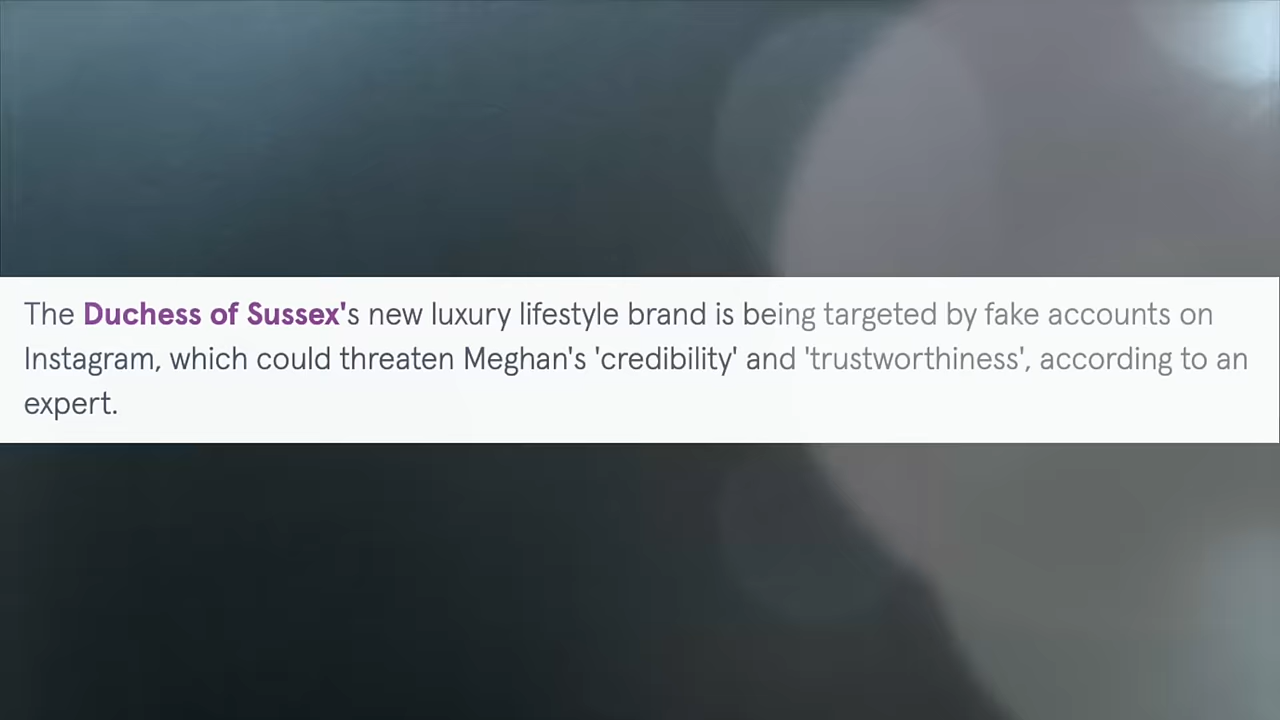 The Duchess of Sussex's new luxury lifestyle brand is being targeted by fake accounts on
Instagram, which could threaten Meghan's 'credibility' and 'trustworthiness', according to an
expert.